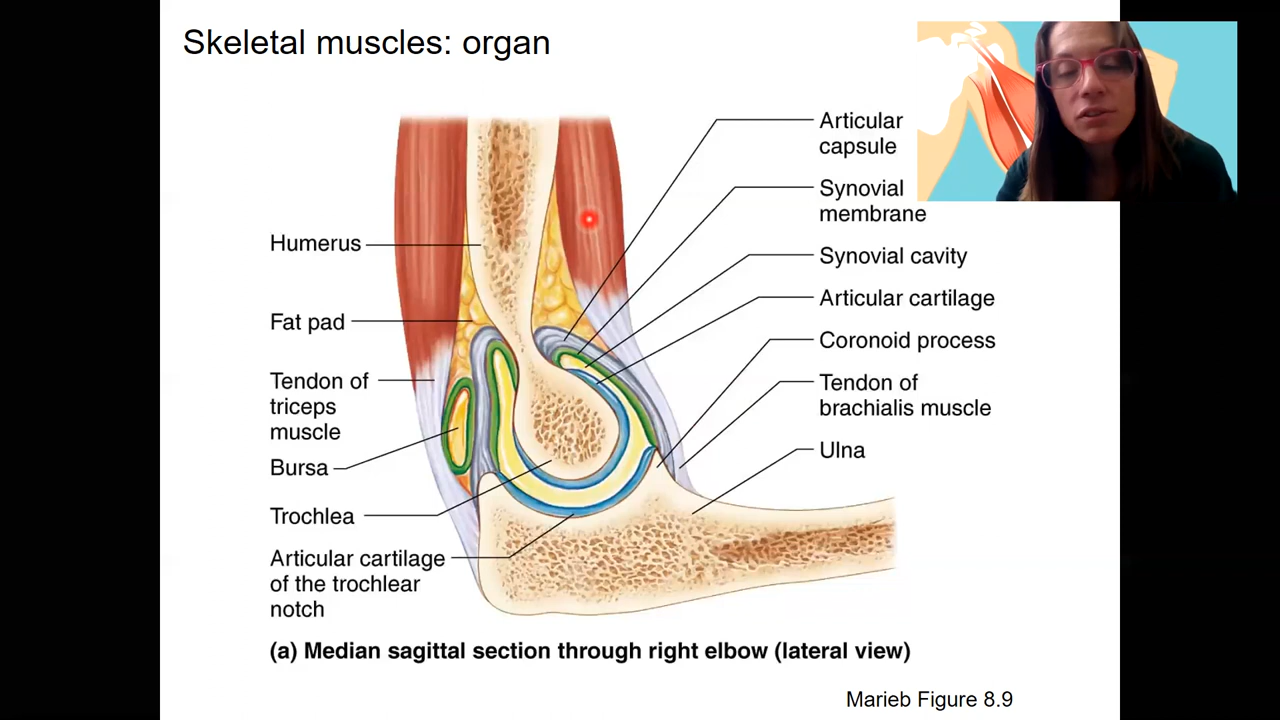 Skeletal muscles: organ
Humerus
Fat pad
Tendon of
triceps
muscle
Bursa
Trochlea
Articular cartilage
of the trochlear
notch
Articular
capsule
Synovial
membrane
Synovial cavity
Articular cartilage
Coronoid process
Tendon of
brachialis muscle
Ulna
(a) Median sagittal section through right elbow (lateral view)
Marieb Figure 8.9